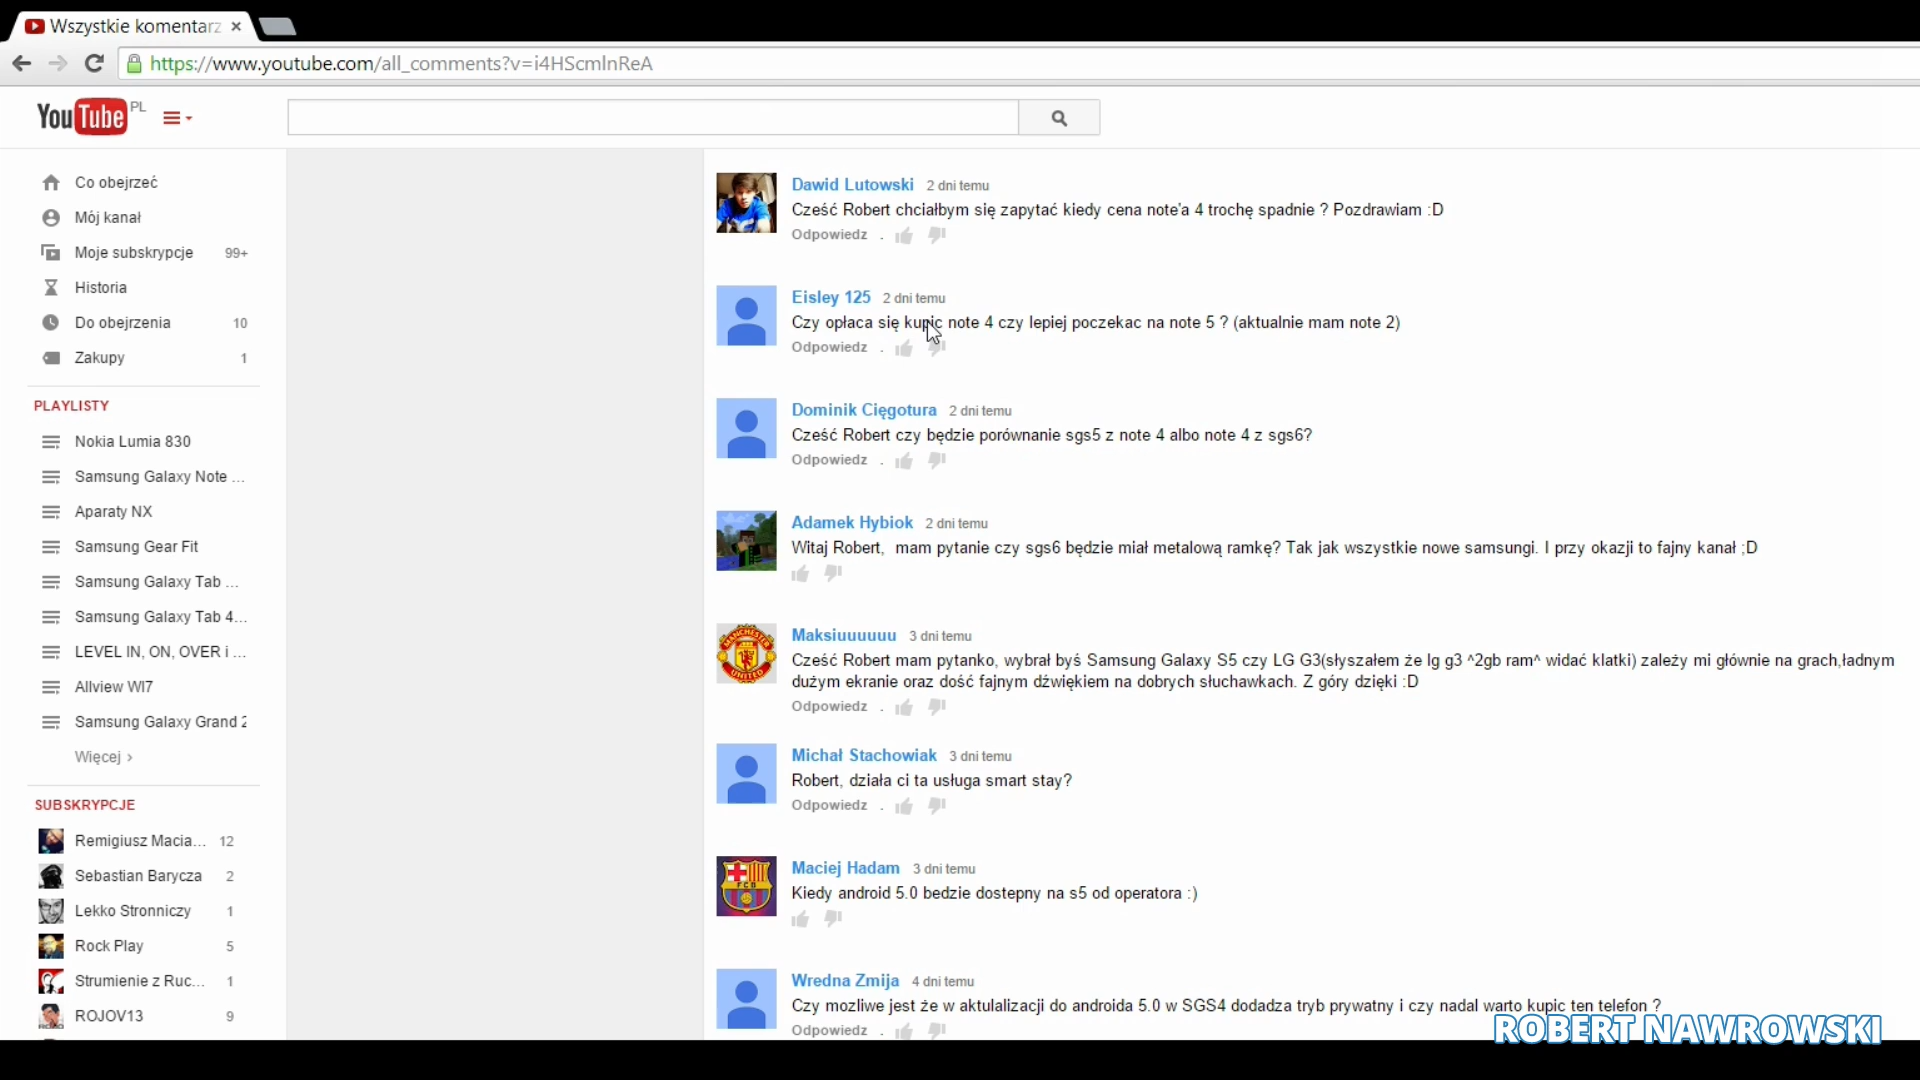 Wszystkie komentarz
https://www.youtube.com/all_comments?v=i4HScmlnReA
YouTube PL
Co obejrzeć
Mój kanał
Moje subskrypcje 99+
Historia
Do obejrzenia 10
Zakupy 1
PLAYLISTY
Nokia Lumia 830
Samsung Galaxy Note ...
Aparaty NX
Samsung Gear Fit
Samsung Galaxy Tab ...
Samsung Galaxy Tab 4...
LEVEL IN, ON, OVER i ...
Allview WI7
Samsung Galaxy Grand 2
Więcej ›
SUBSKRYPCJE
Remigiusz Macia... 12
Sebastian Barycza 2
Lekko Stronniczy 1
Rock Play 5
Strumienie z Ruc... 1
ROJOV13 9
Dawid Lutowski 2 dni temu
Cześć Robert chciałbym się zapytać kiedy cena note'a 4 trochę spadnie ? Pozdrawiam :D
Odpowiedz .
Eisley 125 2 dni temu
Czy opłaca się kupic note 4 czy lepiej poczekac na note 5 ? (aktualnie mam note 2)
Odpowiedz .
Dominik Cięgotura 2 dni temu
Cześć Robert czy będzie porównanie sgs5 z note 4 albo note 4 z sgs6?
Odpowiedz .
Adamek Hybiok 2 dni temu
Witaj Robert, mam pytanie czy sgs6 będzie miał metalową ramkę? Tak jak wszystkie nowe samsungi. I przy okazji to fajny kanał ;D
MANCHESTER UNITED
Maksiuuuuuu 3 dni temu
Cześć Robert mam pytanko, wybrał byś Samsung Galaxy S5 czy LG G3(słyszałem że lg g3 ^2gb ram^ widać klatki) zależy mi głównie na grach,ładnym
dużym ekranie oraz dość fajnym dźwiękiem na dobrych słuchawkach. Z góry dzięki :D
Odpowiedz .
Michał Stachowiak 3 dni temu
Robert, działa ci ta usługa smart stay?
Odpowiedz .
FCB
Maciej Hadam 3 dni temu
Kiedy android 5.0 bedzie dostepny na s5 od operatora :)
Wredna Zmija 4 dni temu
Czy mozliwe jest że w aktulalizacji do androida 5.0 w SGS4 dodadza tryb prywatny i czy nadal warto kupic ten telefon ?
Odpowiedz .
ROBERT NAWROWSKI